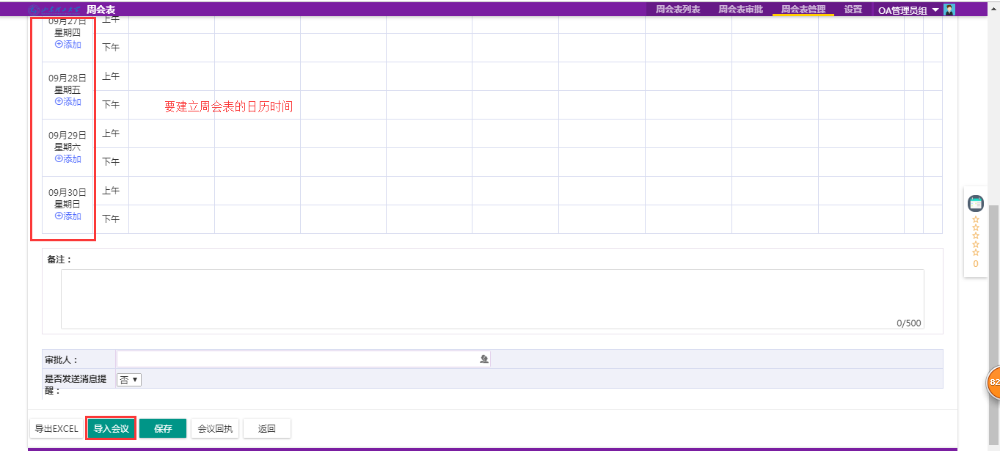 周会表
周会表列表 周会表审批 周会表管理 设置 OA管理员组
09月27日 上午
星期四
⊕添加 下午
09月28日 上午
星期五
⊕添加 下午
要建立周会表的日历时间
09月29日 上午
星期六
⊕添加 下午
09月30日 上午
星期日
⊕添加 下午
0
备注：
0/500
审批人：
是否发送消息提
醒：
否
82
导出EXCEL 导入会议 保存 会议回执 返回